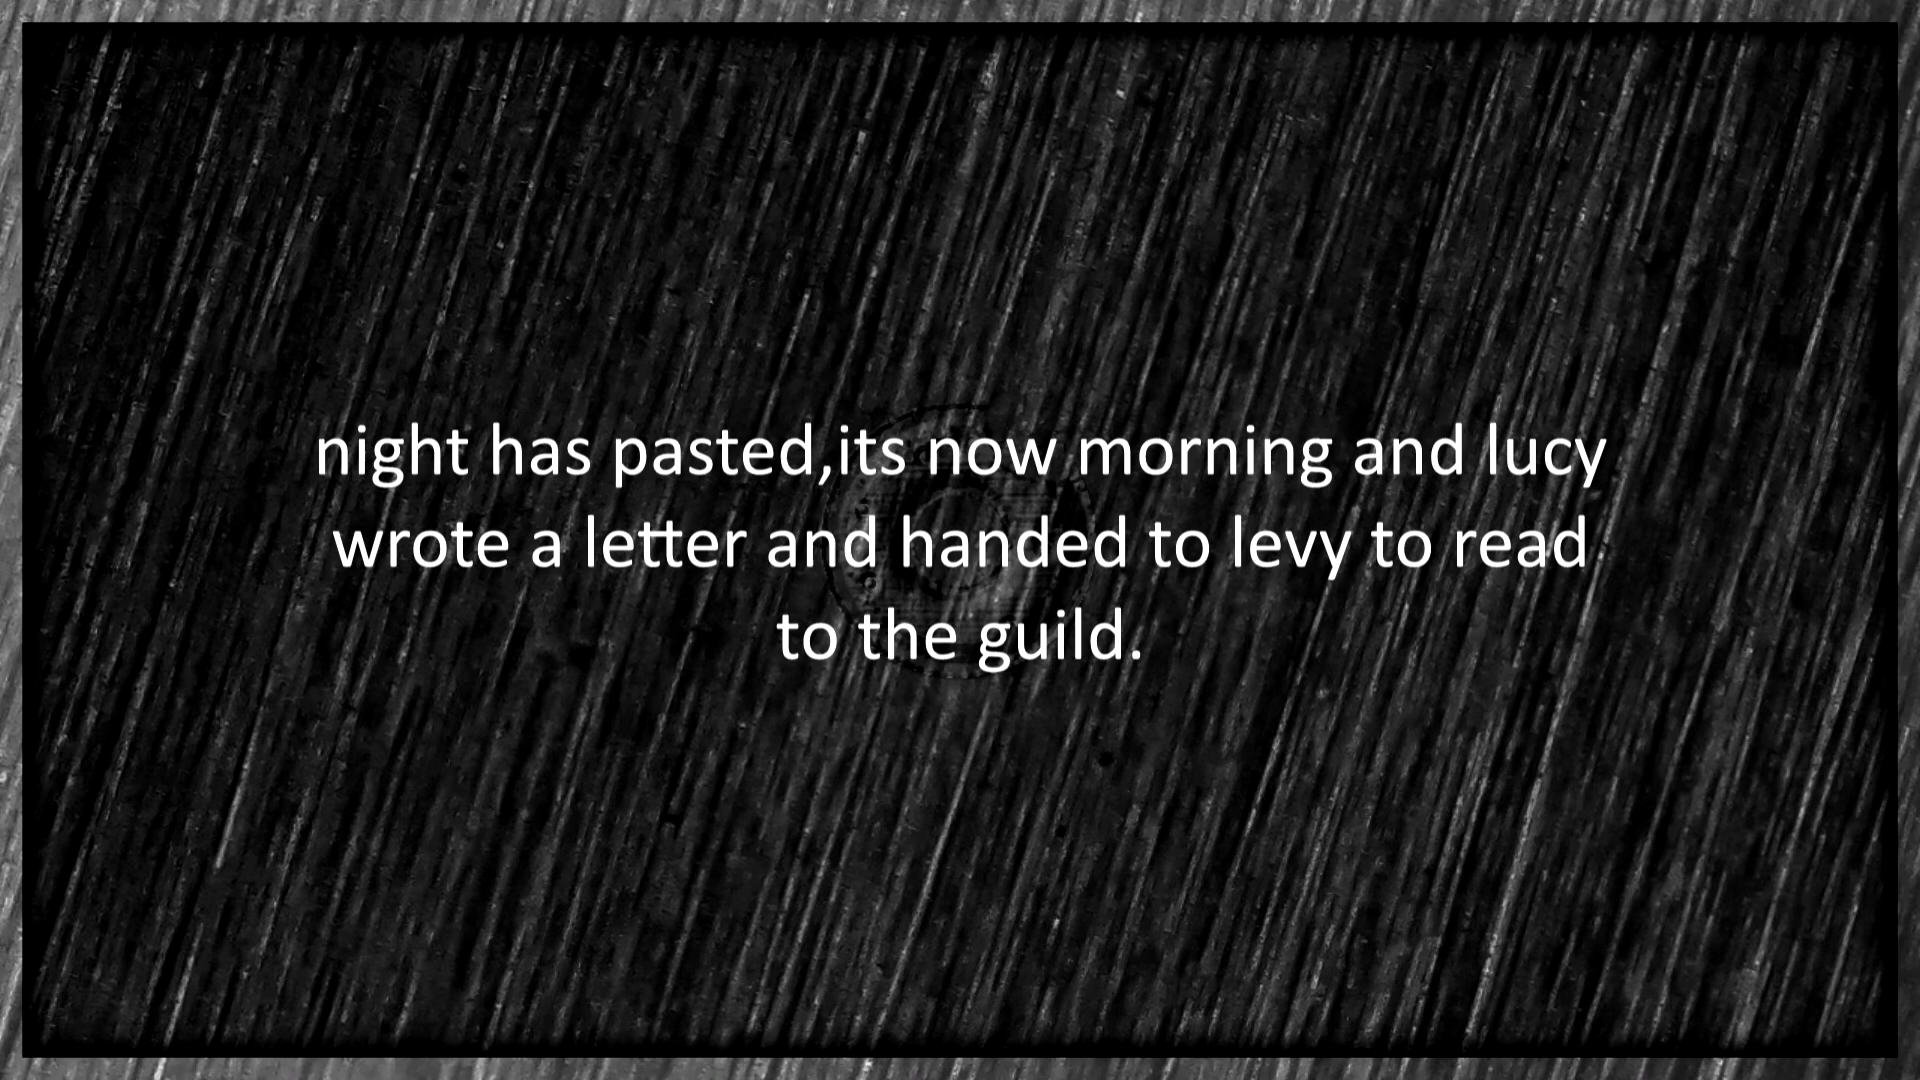 night has pasted,its now morning and lucy
wrote a letter and handed to levy to read
to the guild.